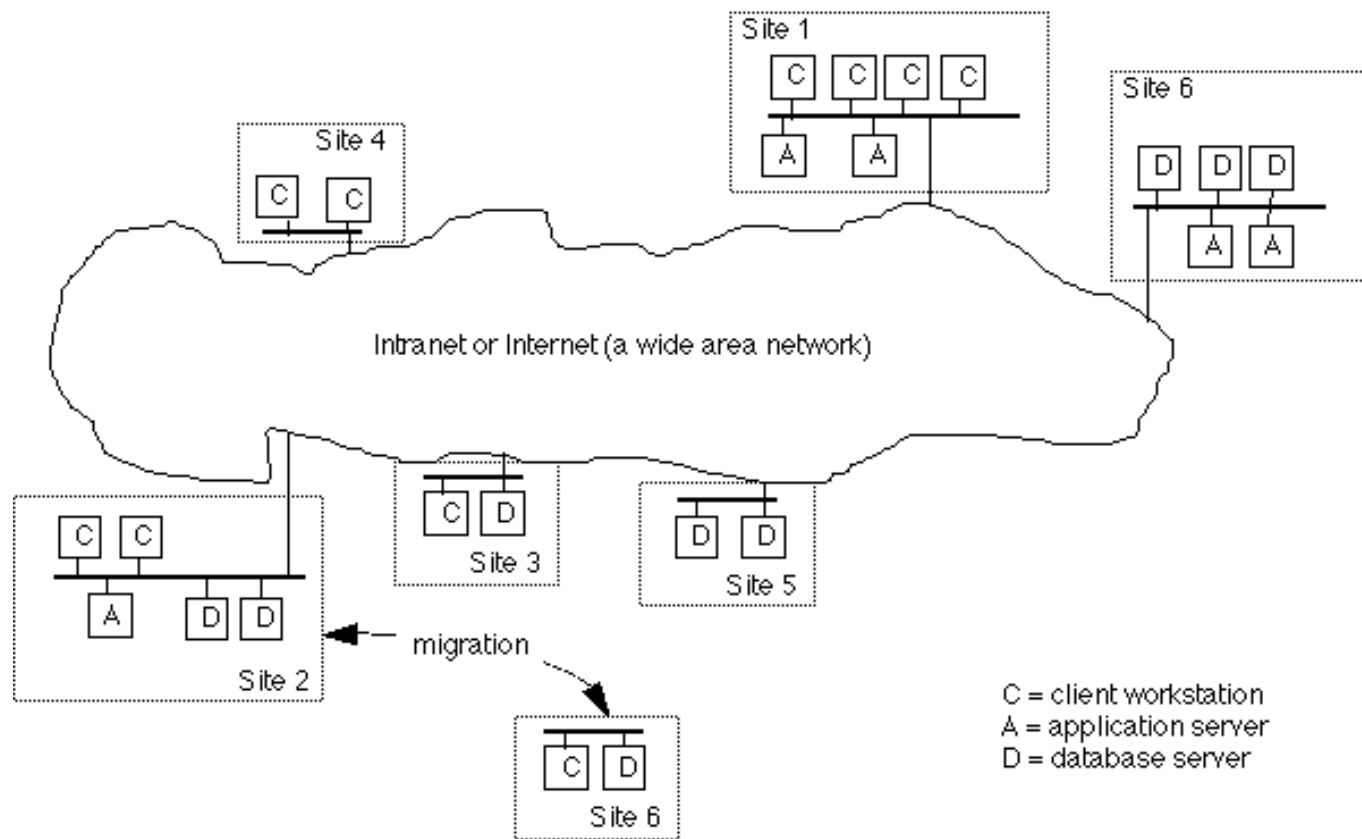 Site 1
C C C C
A A
Site 6
D D D
A A
Site 4
C C
Intranet or Internet (a wide area network)
C D
Site 3
D D
Site 5
C C
A D D
Site 2
migration
C D
Site 6
C = client workstation
A = application server
D = database server